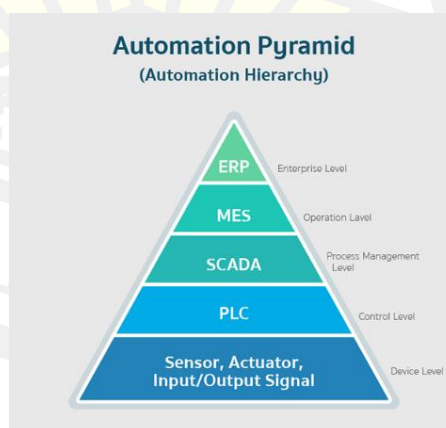 Automation Pyramid
(Automation Hierarchy)
ERP
Enterprise Level
MES
Operation Lavel
SCADA
Process Management
Level
PLC
Control Level
Sensor, Actuator,
Input/Output Signal
Device Level